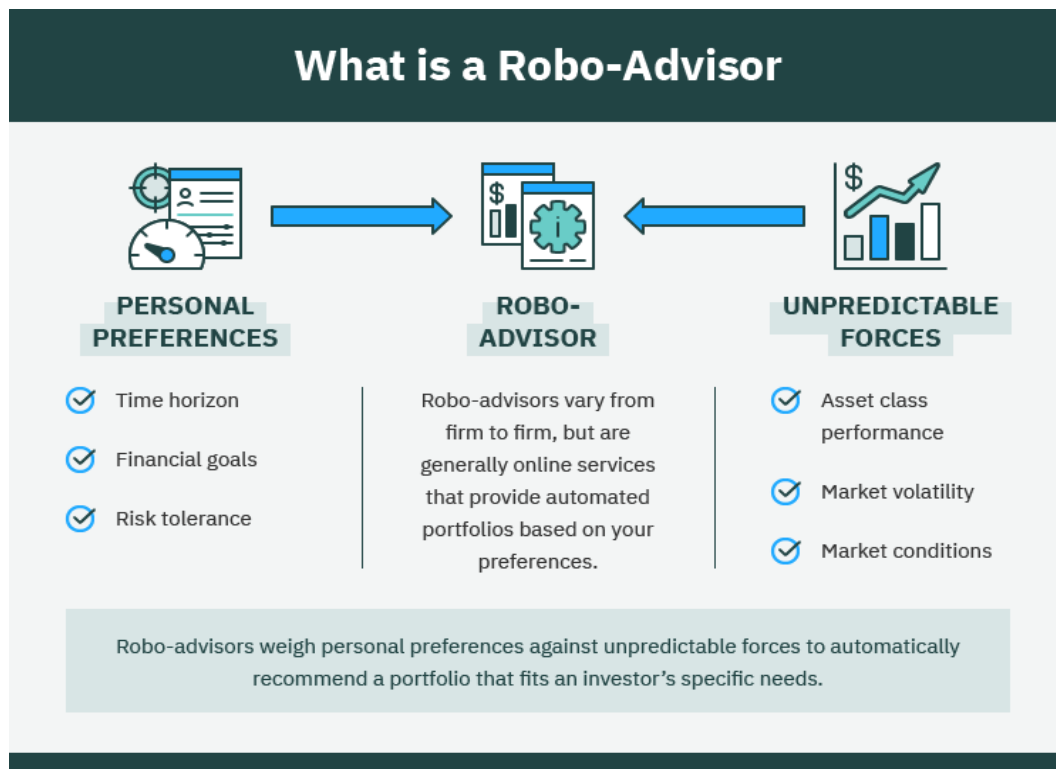 What is a Robo-Advisor
$
$
i
PERSONAL
PREFERENCES
Time horizon
Financial goals
Risk tolerance
ROBO-
ADVISOR
Robo-advisors vary from
firm to firm, but are
generally online services
that provide automated
portfolios based on your
preferences.
UNPREDICTABLE
FORCES
Asset class
performance
Market volatility
Market conditions
Robo-advisors weigh personal preferences against unpredictable forces to automatically
recommend a portfolio that fits an investor’s specific needs.